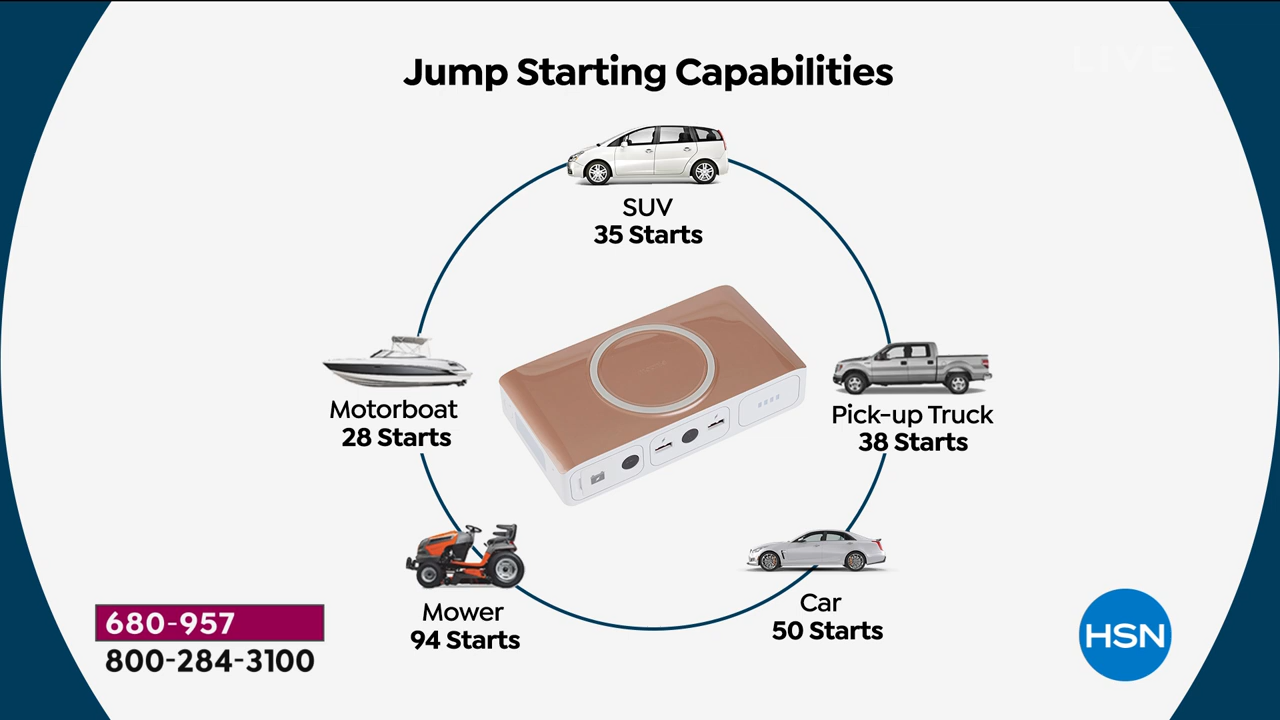 LIVE
Jump Starting Capabilities
SUV
35 Starts
Motorboat
28 Starts
Pick-up Truck
38 Starts
Mower
94 Starts
Car
50 Starts
680-957
800-284-3100
HSN